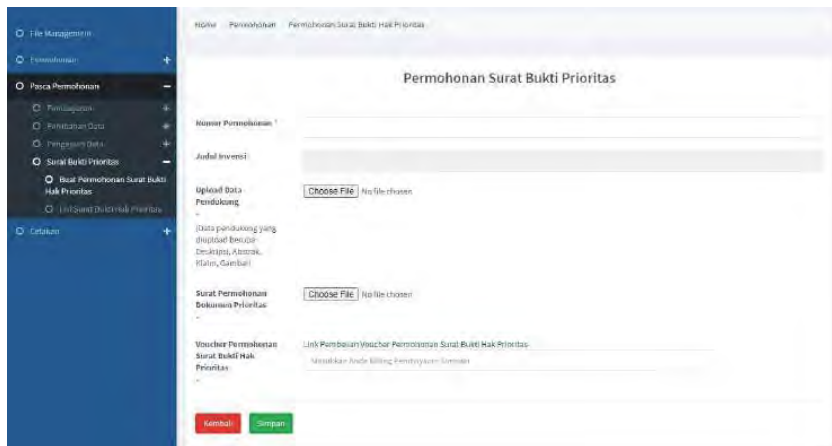 File Management
Permohonan
Pasca Permohonan
Pembayaran
Perubahan Data
Pengajuan Data
Surat Bukti Prioritas
Buat Permohonan Surat Bukti
Hak Prioritas
List Surat Bukti Hak Prioritas
Cetakan
Home Permohonan Permohonan Surat Bukti Hak Prioritas
Permohonan Surat Bukti Prioritas
Nomor Permohonan *
Judul Invensi
Upload Data
Pendukung
Choose File No file chosen
(Data pendukung yang
diupload berupa
Deskripsi, Abstrak,
Klaim, Gambar)
Surat Permohonan
Dokumen Prioritas
Choose File No file chosen
Voucher Permohonan
Surat Bukti Hak
Prioritas
Link Pembelian Voucher Permohonan Surat Bukti Hak Prioritas
Masukkan Kode Billing Pembayaran
Kembali
Simpan